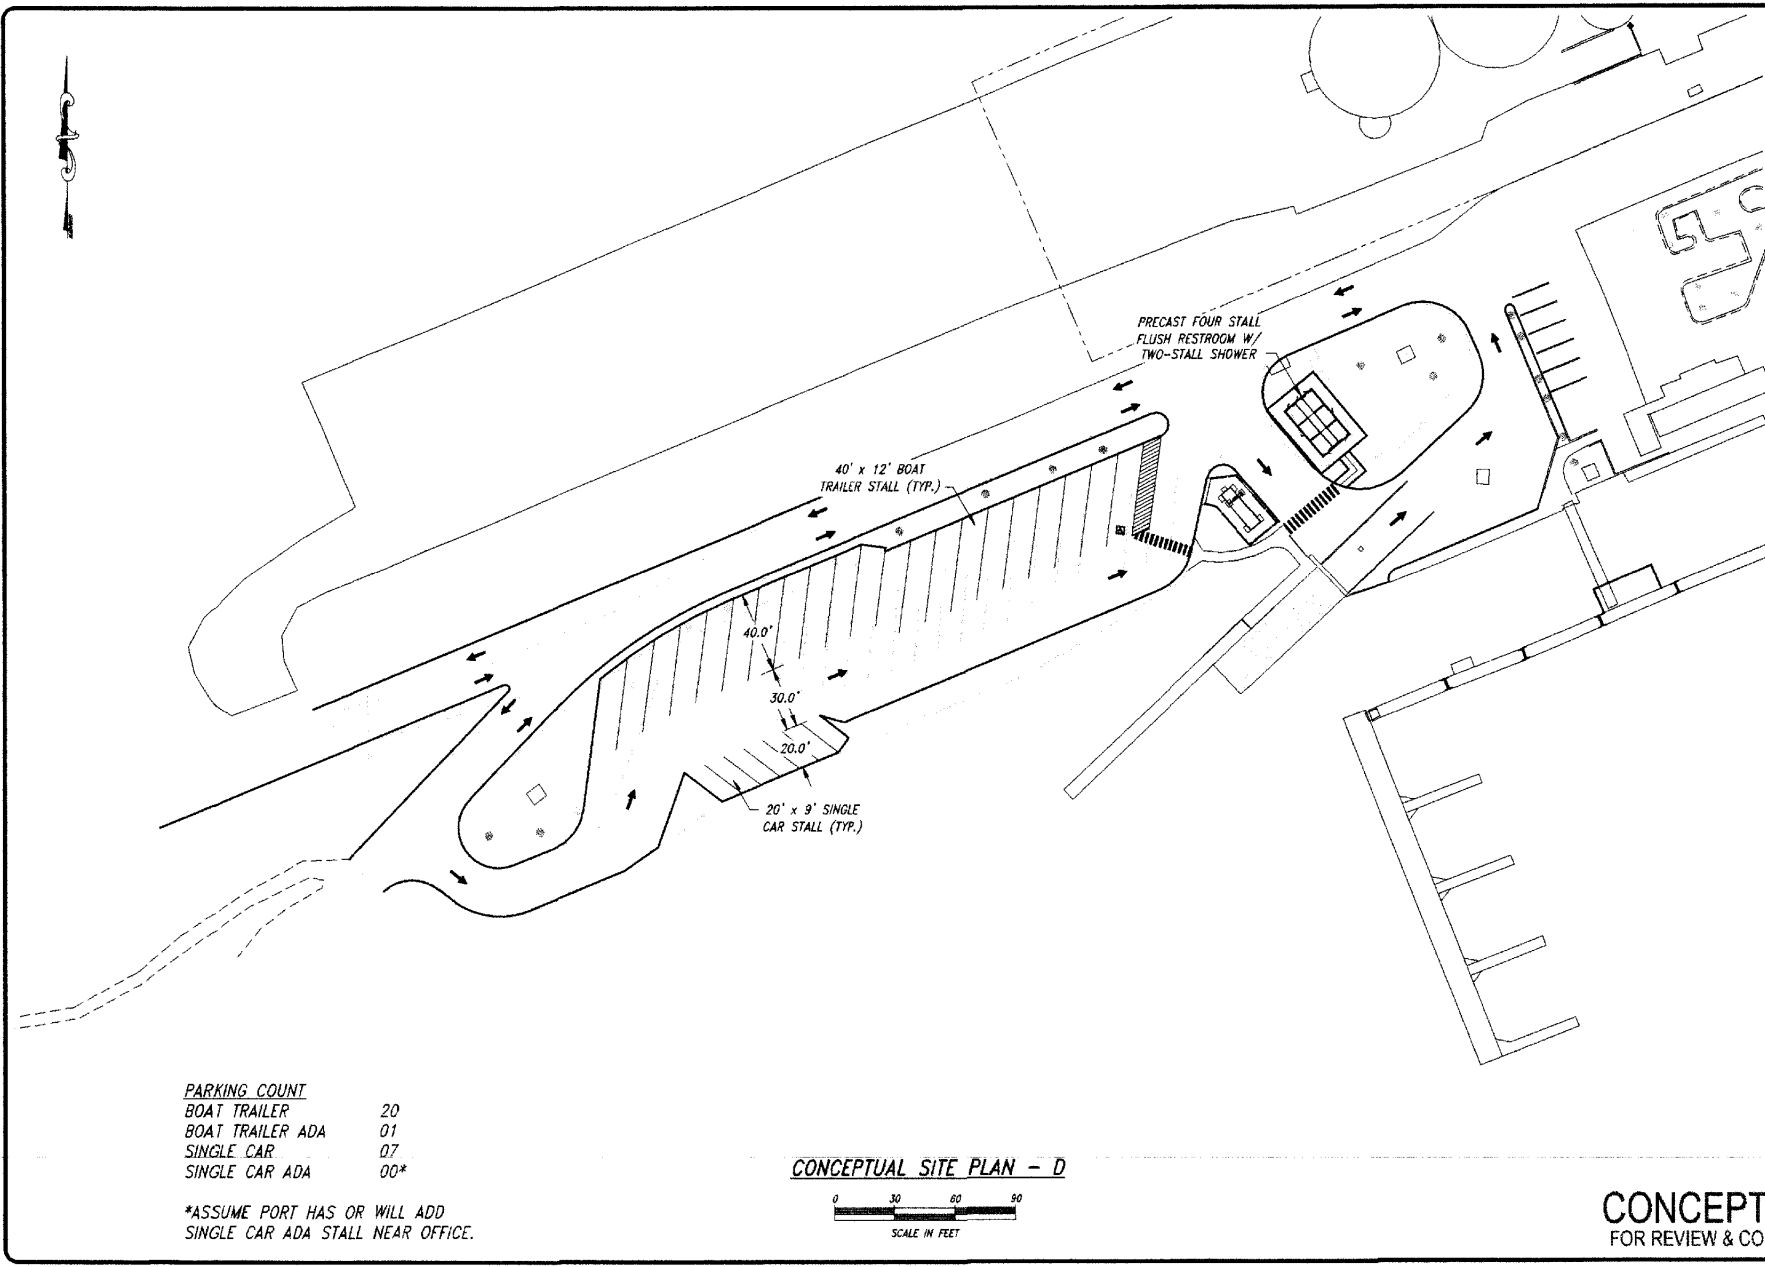 PRECAST FOUR STALL
FLUSH RESTROOM W/
TWO-STALL SHOWER
40' x 12' BOAT
TRAILER STALL (TYP.)
40.0'
30.0'
20.0'
20' x 9' SINGLE
CAR STALL (TYP.)
PARKING COUNT
BOAT TRAILER 20
BOAT TRAILER ADA 01
SINGLE CAR 07
SINGLE CAR ADA 00*
*ASSUME PORT HAS OR WILL ADD
SINGLE CAR ADA STALL NEAR OFFICE.
CONCEPTUAL SITE PLAN - D
0 30 60 90
SCALE IN FEET
CONCEPT
FOR REVIEW & CO